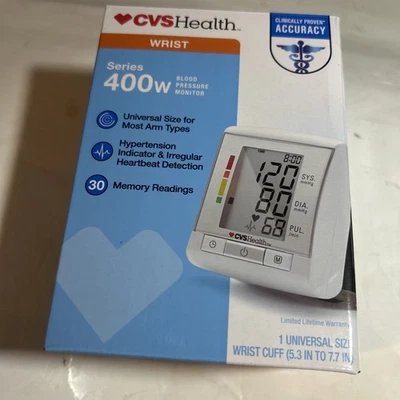 CVSHealth™
WRIST
CLINICALLY PROVEN*
ACCURACY
Series
400w BLOOD PRESSURE MONITOR
Universal Size for
Most Arm Types
Hypertension
Indicator & Irregular
Heartbeat Detection
30 Memory Readings
8:00
120 SYS. mmHg
80 DIA. mmHg
68 PUL.
CVSHealth
M
Limited Lifetime Warranty
1 UNIVERSAL SIZE
WRIST CUFF (5.3 IN TO 7.7 IN)